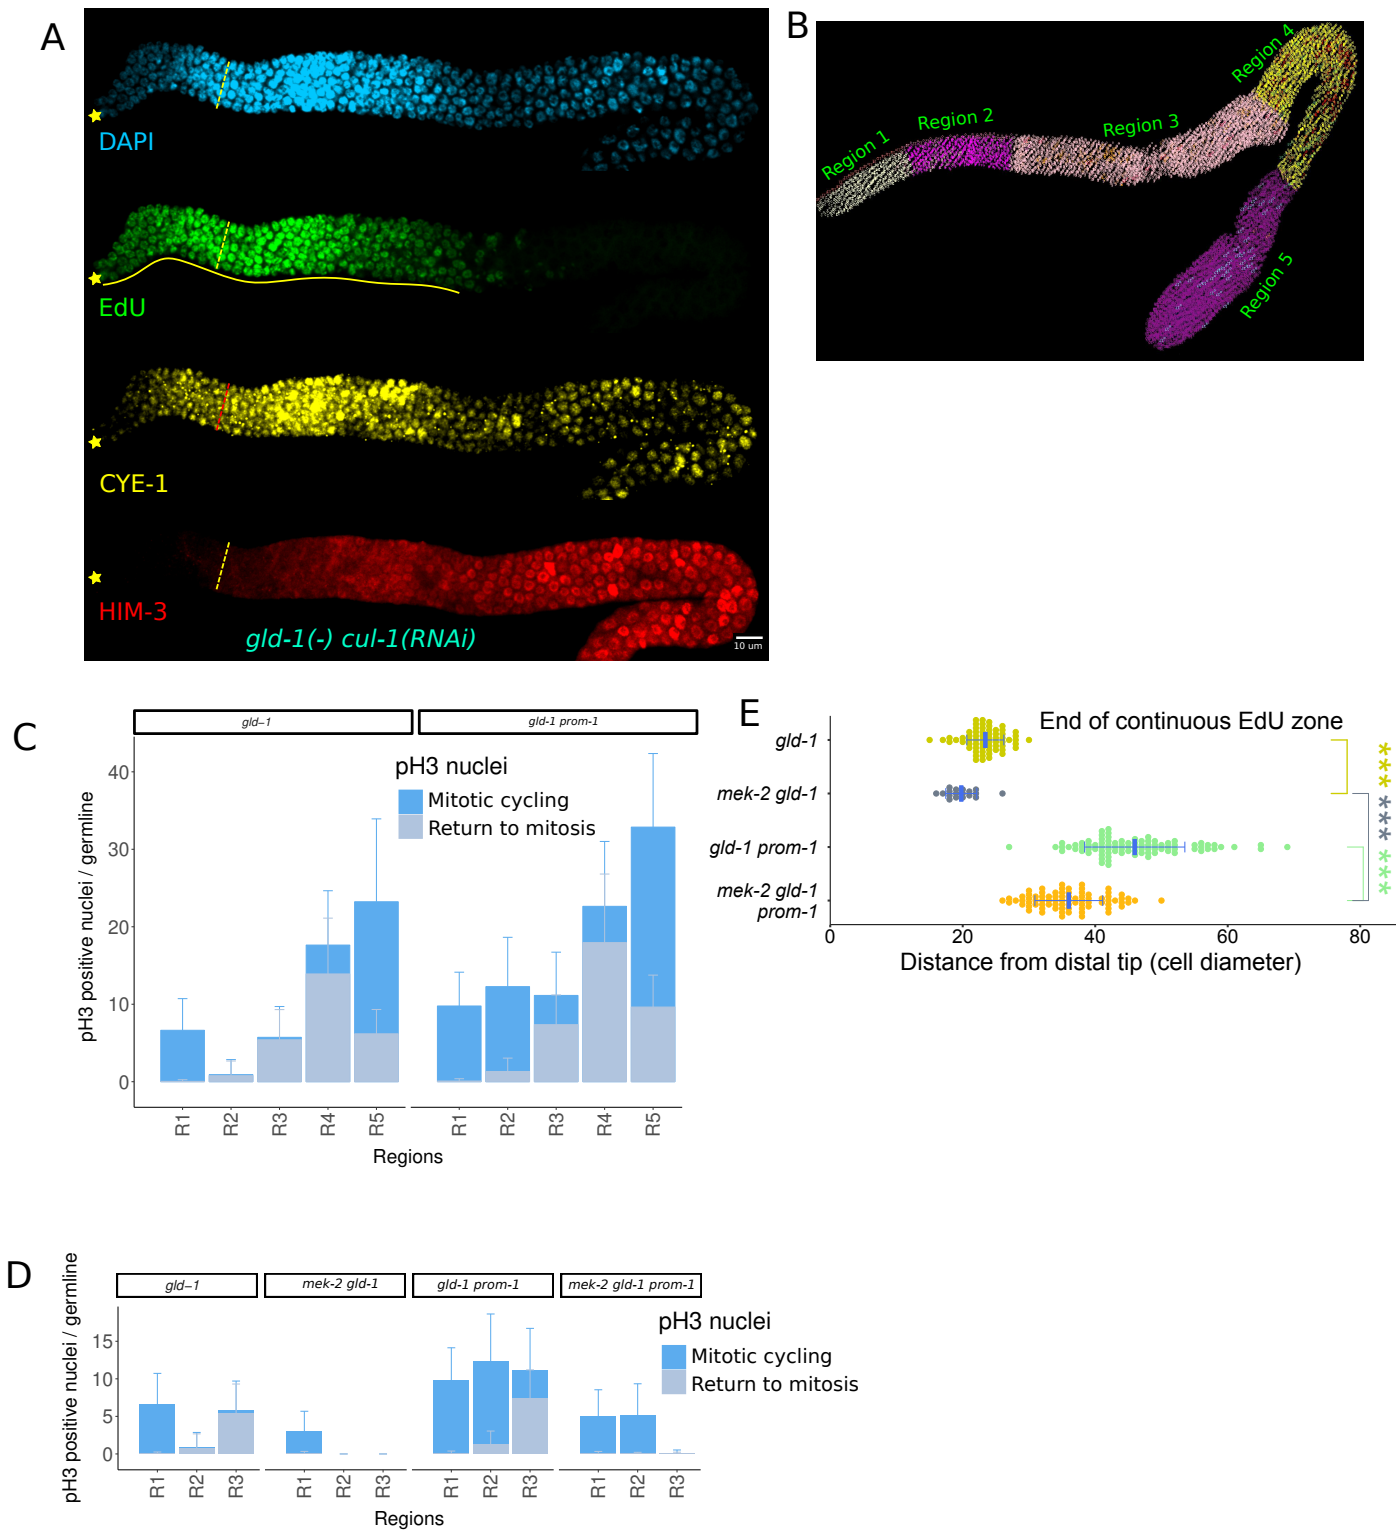 A
DAPI
EdU
CYE-1
HIM-3
gld-1(-) cul-1(RNAi)
10 um
B
Region 1
Region 2
Region 3
Region 4
Region 5
C
gld–1
gld-1 prom-1
pH3 nuclei
Mitotic cycling
Return to mitosis
pH3 positive nuclei / germline
40
30
20
10
0
R1
R2
R3
R4
R5
R1
R2
R3
R4
R5
Regions
E
End of continuous EdU zone
gld-1
mek-2 gld-1
gld-1 prom-1
mek-2 gld-1
prom-1
***
***
***
0
20
40
60
80
Distance from distal tip (cell diameter)
D
gld–1
mek-2 gld-1
gld-1 prom-1
mek-2 gld-1 prom-1
pH3 nuclei
Mitotic cycling
Return to mitosis
pH3 positive nuclei / germline
15
10
5
0
R1
R2
R3
R1
R2
R3
R1
R2
R3
R1
R2
R3
Regions